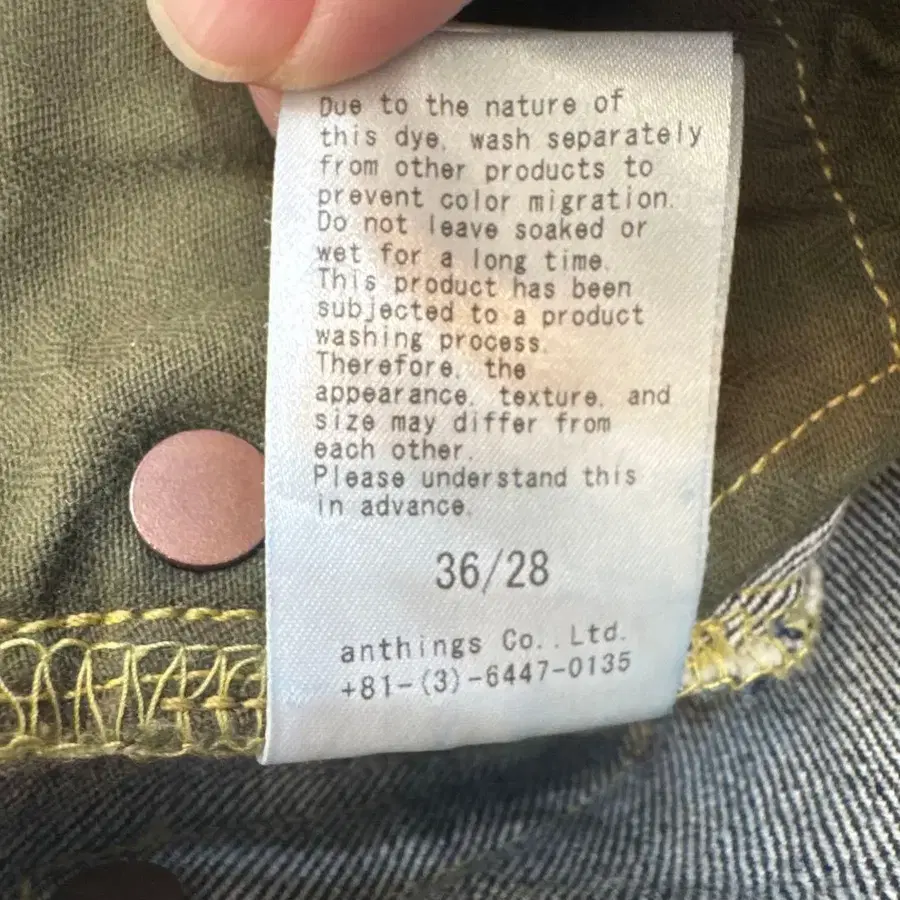 Due to the nature of
this dye, wash separately
from other products to
prevent color migration.
Do not leave soaked or
wet for a long time.
This product has been
subjected to a product
washing process.
Therefore, the
appearance, texture, and
size may differ from
each other.
Please understand this
in advance.
36/28
anthings Co., Ltd.
+81-(3)-6447-0135